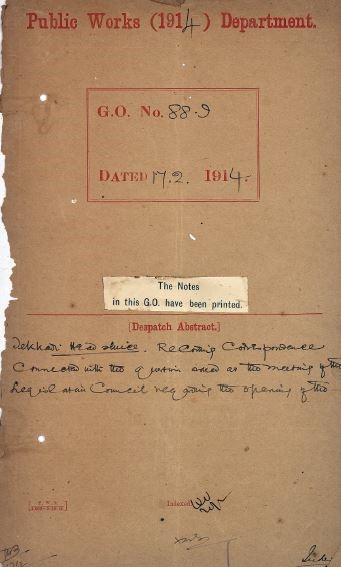 Public Works (1914) Department.
G.O. No. 88-I
DATED 17.2. 1914.
The Notes
in this G.O. have been printed.
[Despatch Abstract.]
Head sluice. Recording Correspondence
Connected with the question asked at the meeting of the
Council regarding the opening of the
Indexed